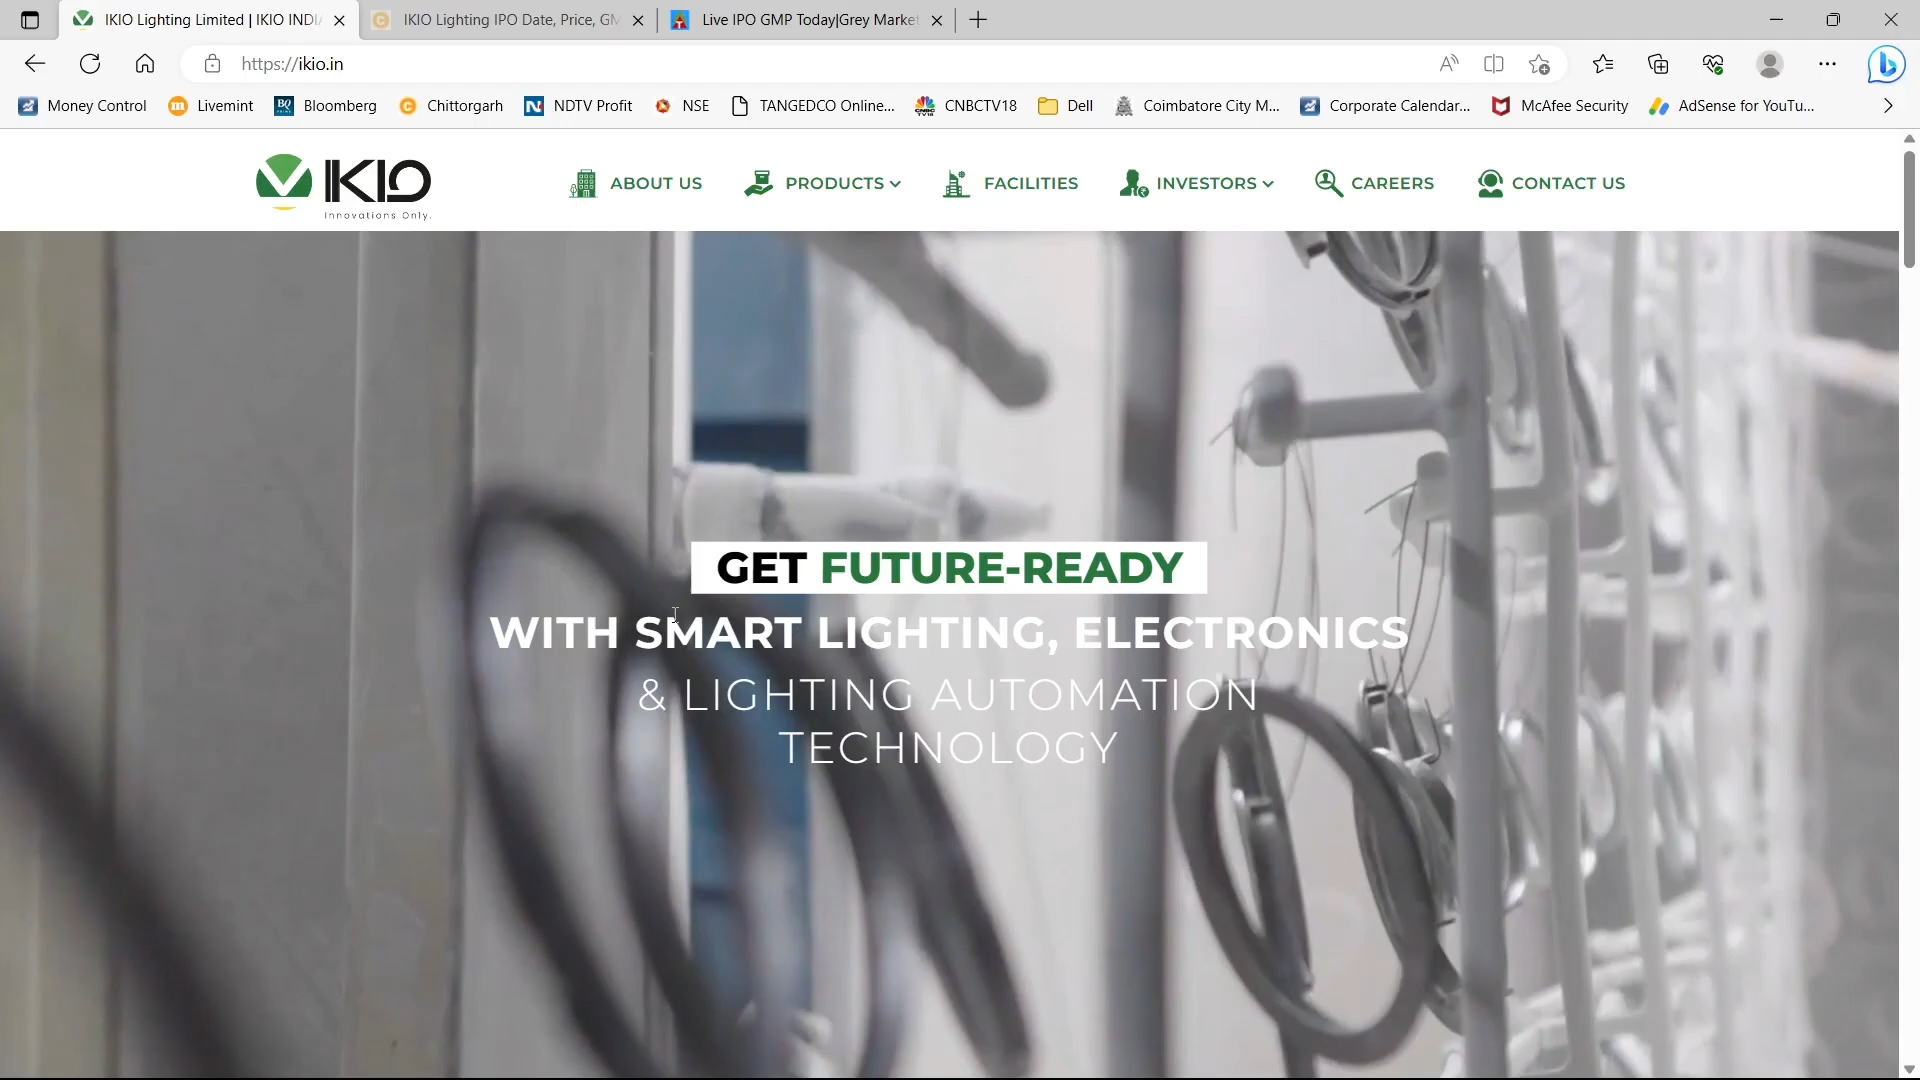 IKIO Lighting Limited | IKIO INDI
IKIO Lighting IPO Date, Price, GM
Live IPO GMP Today|Grey Market
https://ikio.in
Money Control
Livemint
Bloomberg
Chittorgarh
NDTV Profit
NSE
TANGEDCO Online...
CNBCTV18
Dell
Coimbatore City M...
Corporate Calendar...
McAfee Security
AdSense for YouTu...
IKIO
Innovations Only.
ABOUT US
PRODUCTS
FACILITIES
INVESTORS
CAREERS
CONTACT US
GET FUTURE-READY
WITH SMART LIGHTING, ELECTRONICS
& LIGHTING AUTOMATION
TECHNOLOGY